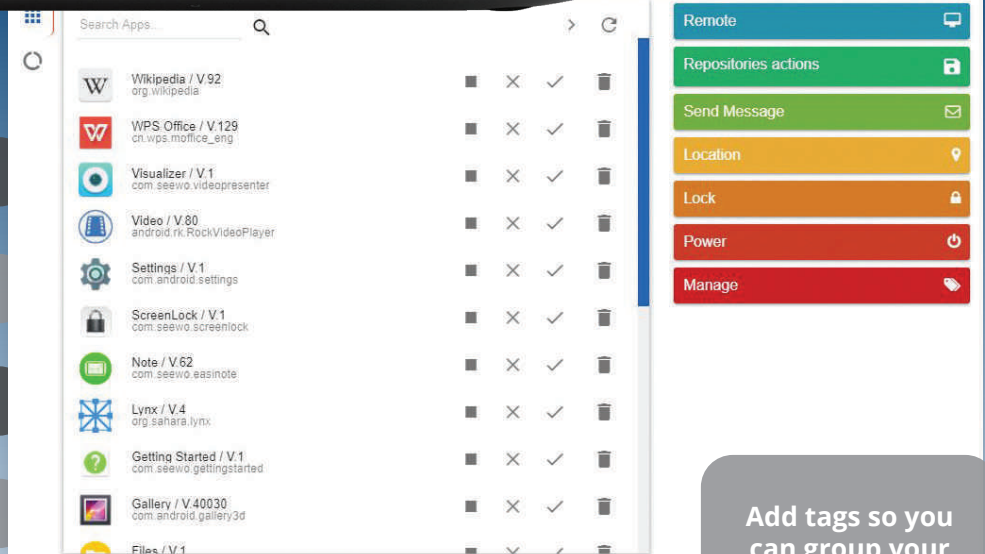 Search Apps...
Wikipedia / V.92
org.wikipedia
WPS Office / V.129
cn.wps.moffice_eng
Visualizer / V.1
com.seewo.videopresenter
Video / V.80
android.rk.RockVideoPlayer
Settings / V.1
com.android.settings
ScreenLock / V.1
com.seewo.screenlock
Note / V.62
com.seewo.easinote
Lynx / V.4
org.sahara.lynx
Getting Started / V.1
com.seewo.gettingstarted
Gallery / V.40030
com.android.gallery3d
Files / V.1
Remote
Repositories actions
Send Message
Location
Lock
Power
Manage
Add tags so you
can group your